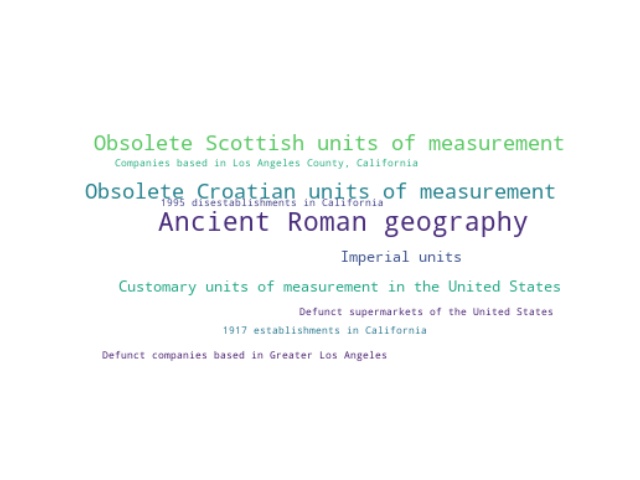 Obsolete Scottish units of measurement
Companies based in Los Angeles County, California
Obsolete Croatian units of measurement
1995 disestablishments in California
Ancient Roman geography
Imperial units
Customary units of measurement in the United States
Defunct supermarkets of the United States
1917 establishments in California
Defunct companies based in Greater Los Angeles